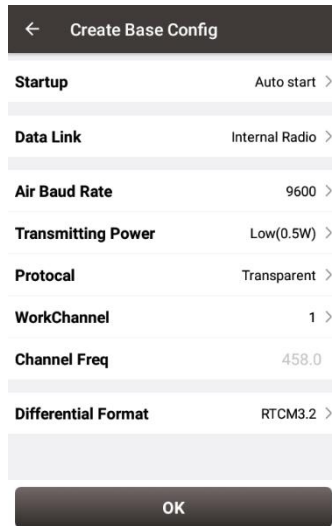 Create Base Config
Startup Auto start
Data Link Internal Radio
Air Baud Rate 9600
Transmitting Power Low(0.5W)
Protocal Transparent
WorkChannel 1
Channel Freq 458.0
Differential Format RTCM3.2
OK